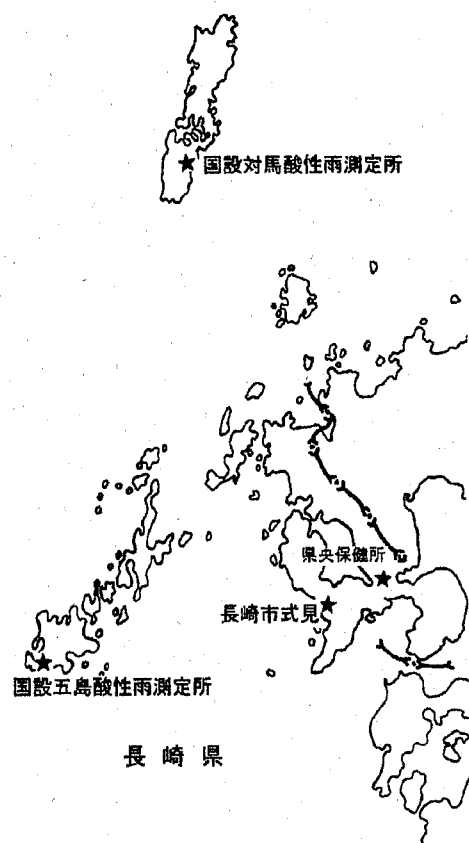 国設対馬酸性雨測定所
県央保健所
長崎市式見
国設五島酸性雨測定所
長崎県